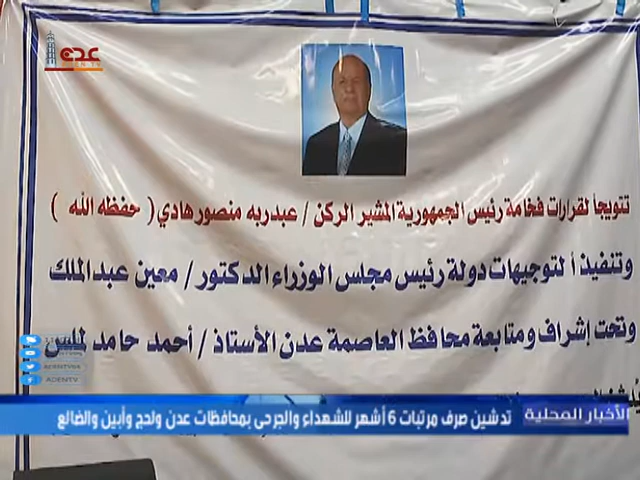 عدن
تتويجاً لقرارات فخامة رئيس الجمهورية المشير الركن / عبدربه منصور هادي ( حفظه الله )
وتنفيذاً لتوجيهات دولة رئيس مجلس الوزراء الدكتور / معين عبدالملك
وتحت إشراف ومتابعة محافظ العاصمة عدن الأستاذ / أحمد حامد لملس
ADENTV
الأخبار المحلية
تدشين صرف مرتبات 6 أشهر للشهداء والجرحى بمحافظات عدن ولحج وأبين والضالع